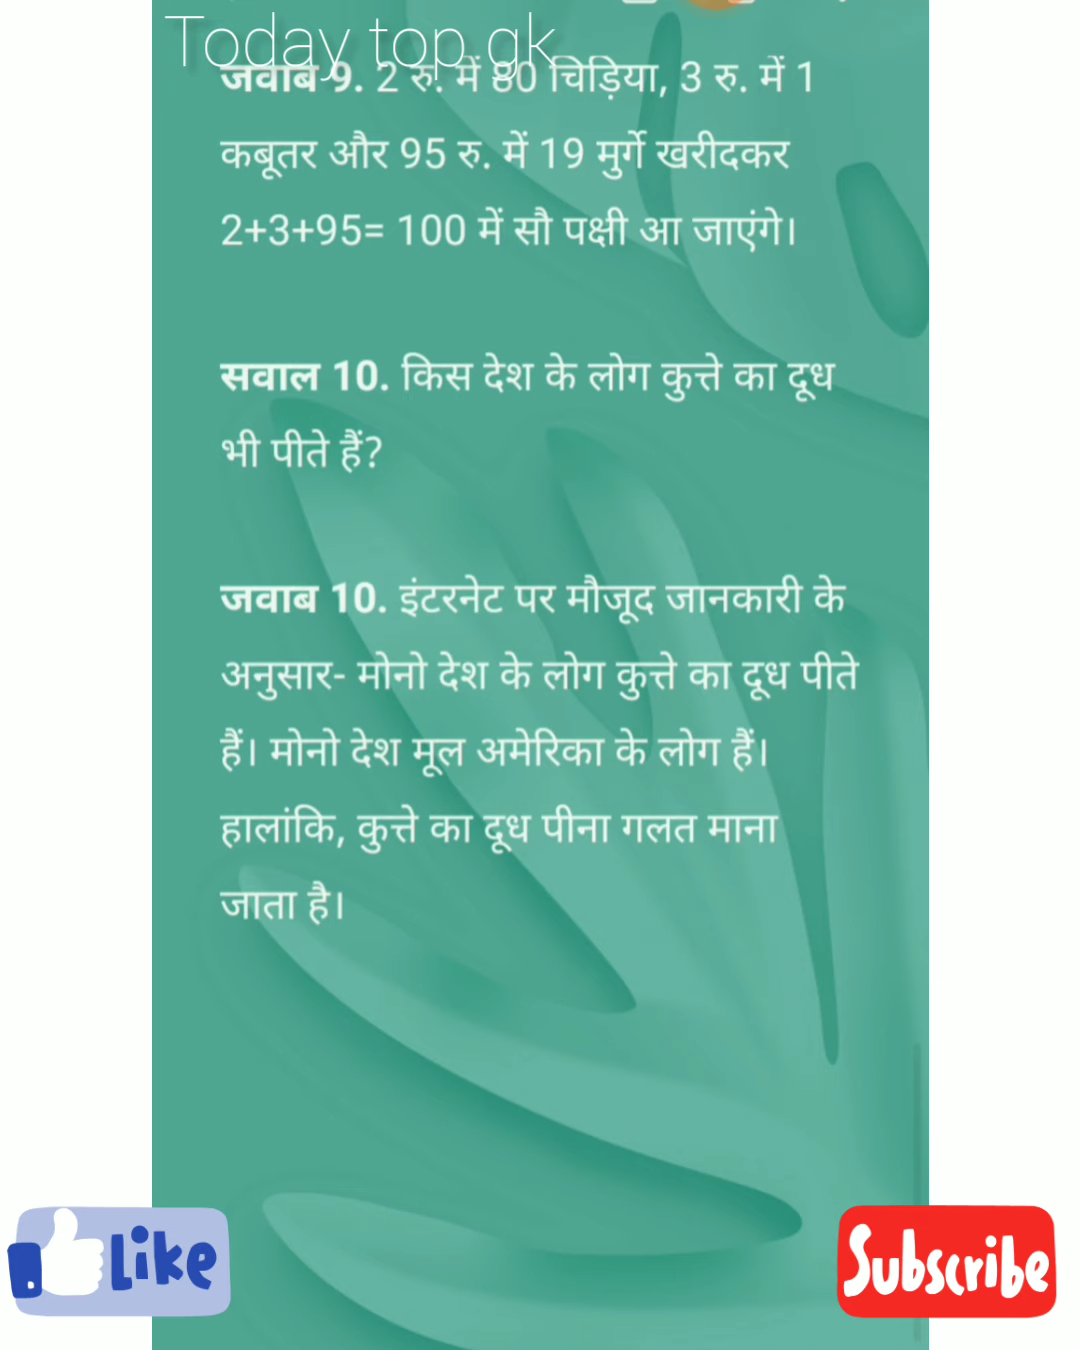 Today top gk
जवाब 9. 2 रु. में 80 चिड़िया, 3 रु. में 1
कबूतर और 95 रु. में 19 मुर्गे खरीदकर
2+3+95= 100 में सौ पक्षी आ जाएंगे।
सवाल 10. किस देश के लोग कुत्ते का दूध
भी पीते हैं?
जवाब 10. इंटरनेट पर मौजूद जानकारी के
अनुसार- मोनो देश के लोग कुत्ते का दूध पीते
हैं। मोनो देश मूल अमेरिका के लोग हैं।
हालांकि, कुत्ते का दूध पीना गलत माना
जाता है।
Like
Subscribe